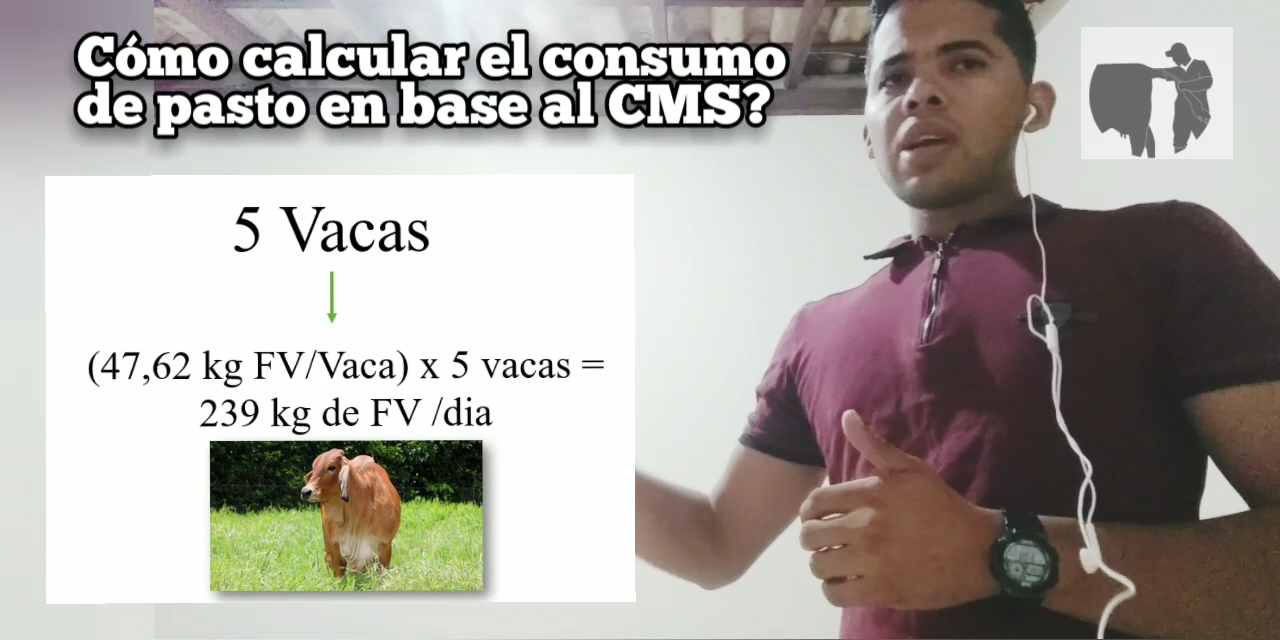 Cómo calcular el consumo
de pasto en base al CMS?
5 Vacas
(47,62 kg FV/Vaca) x 5 vacas =
239 kg de FV /dia